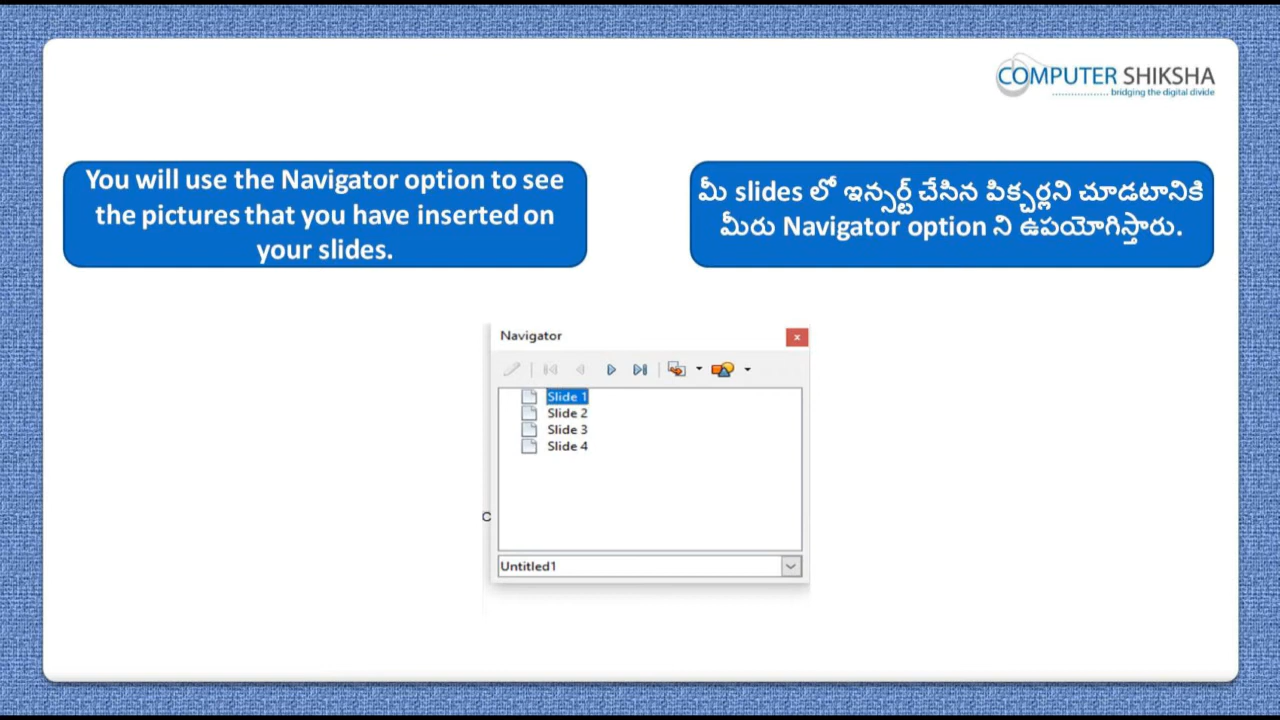 COMPUTER SHIKSHA
.................. bridging the digital divide
You will use the Navigator option to see
the pictures that you have inserted on
your slides.
మీ slides లో ఇన్సర్ట్ చేసిన పిక్చర్లని చూడటానికి
మీరు Navigator option ని ఉపయోగిస్తారు.
Navigator
Slide 1
Slide 2
Slide 3
Slide 4
C
Untitled1